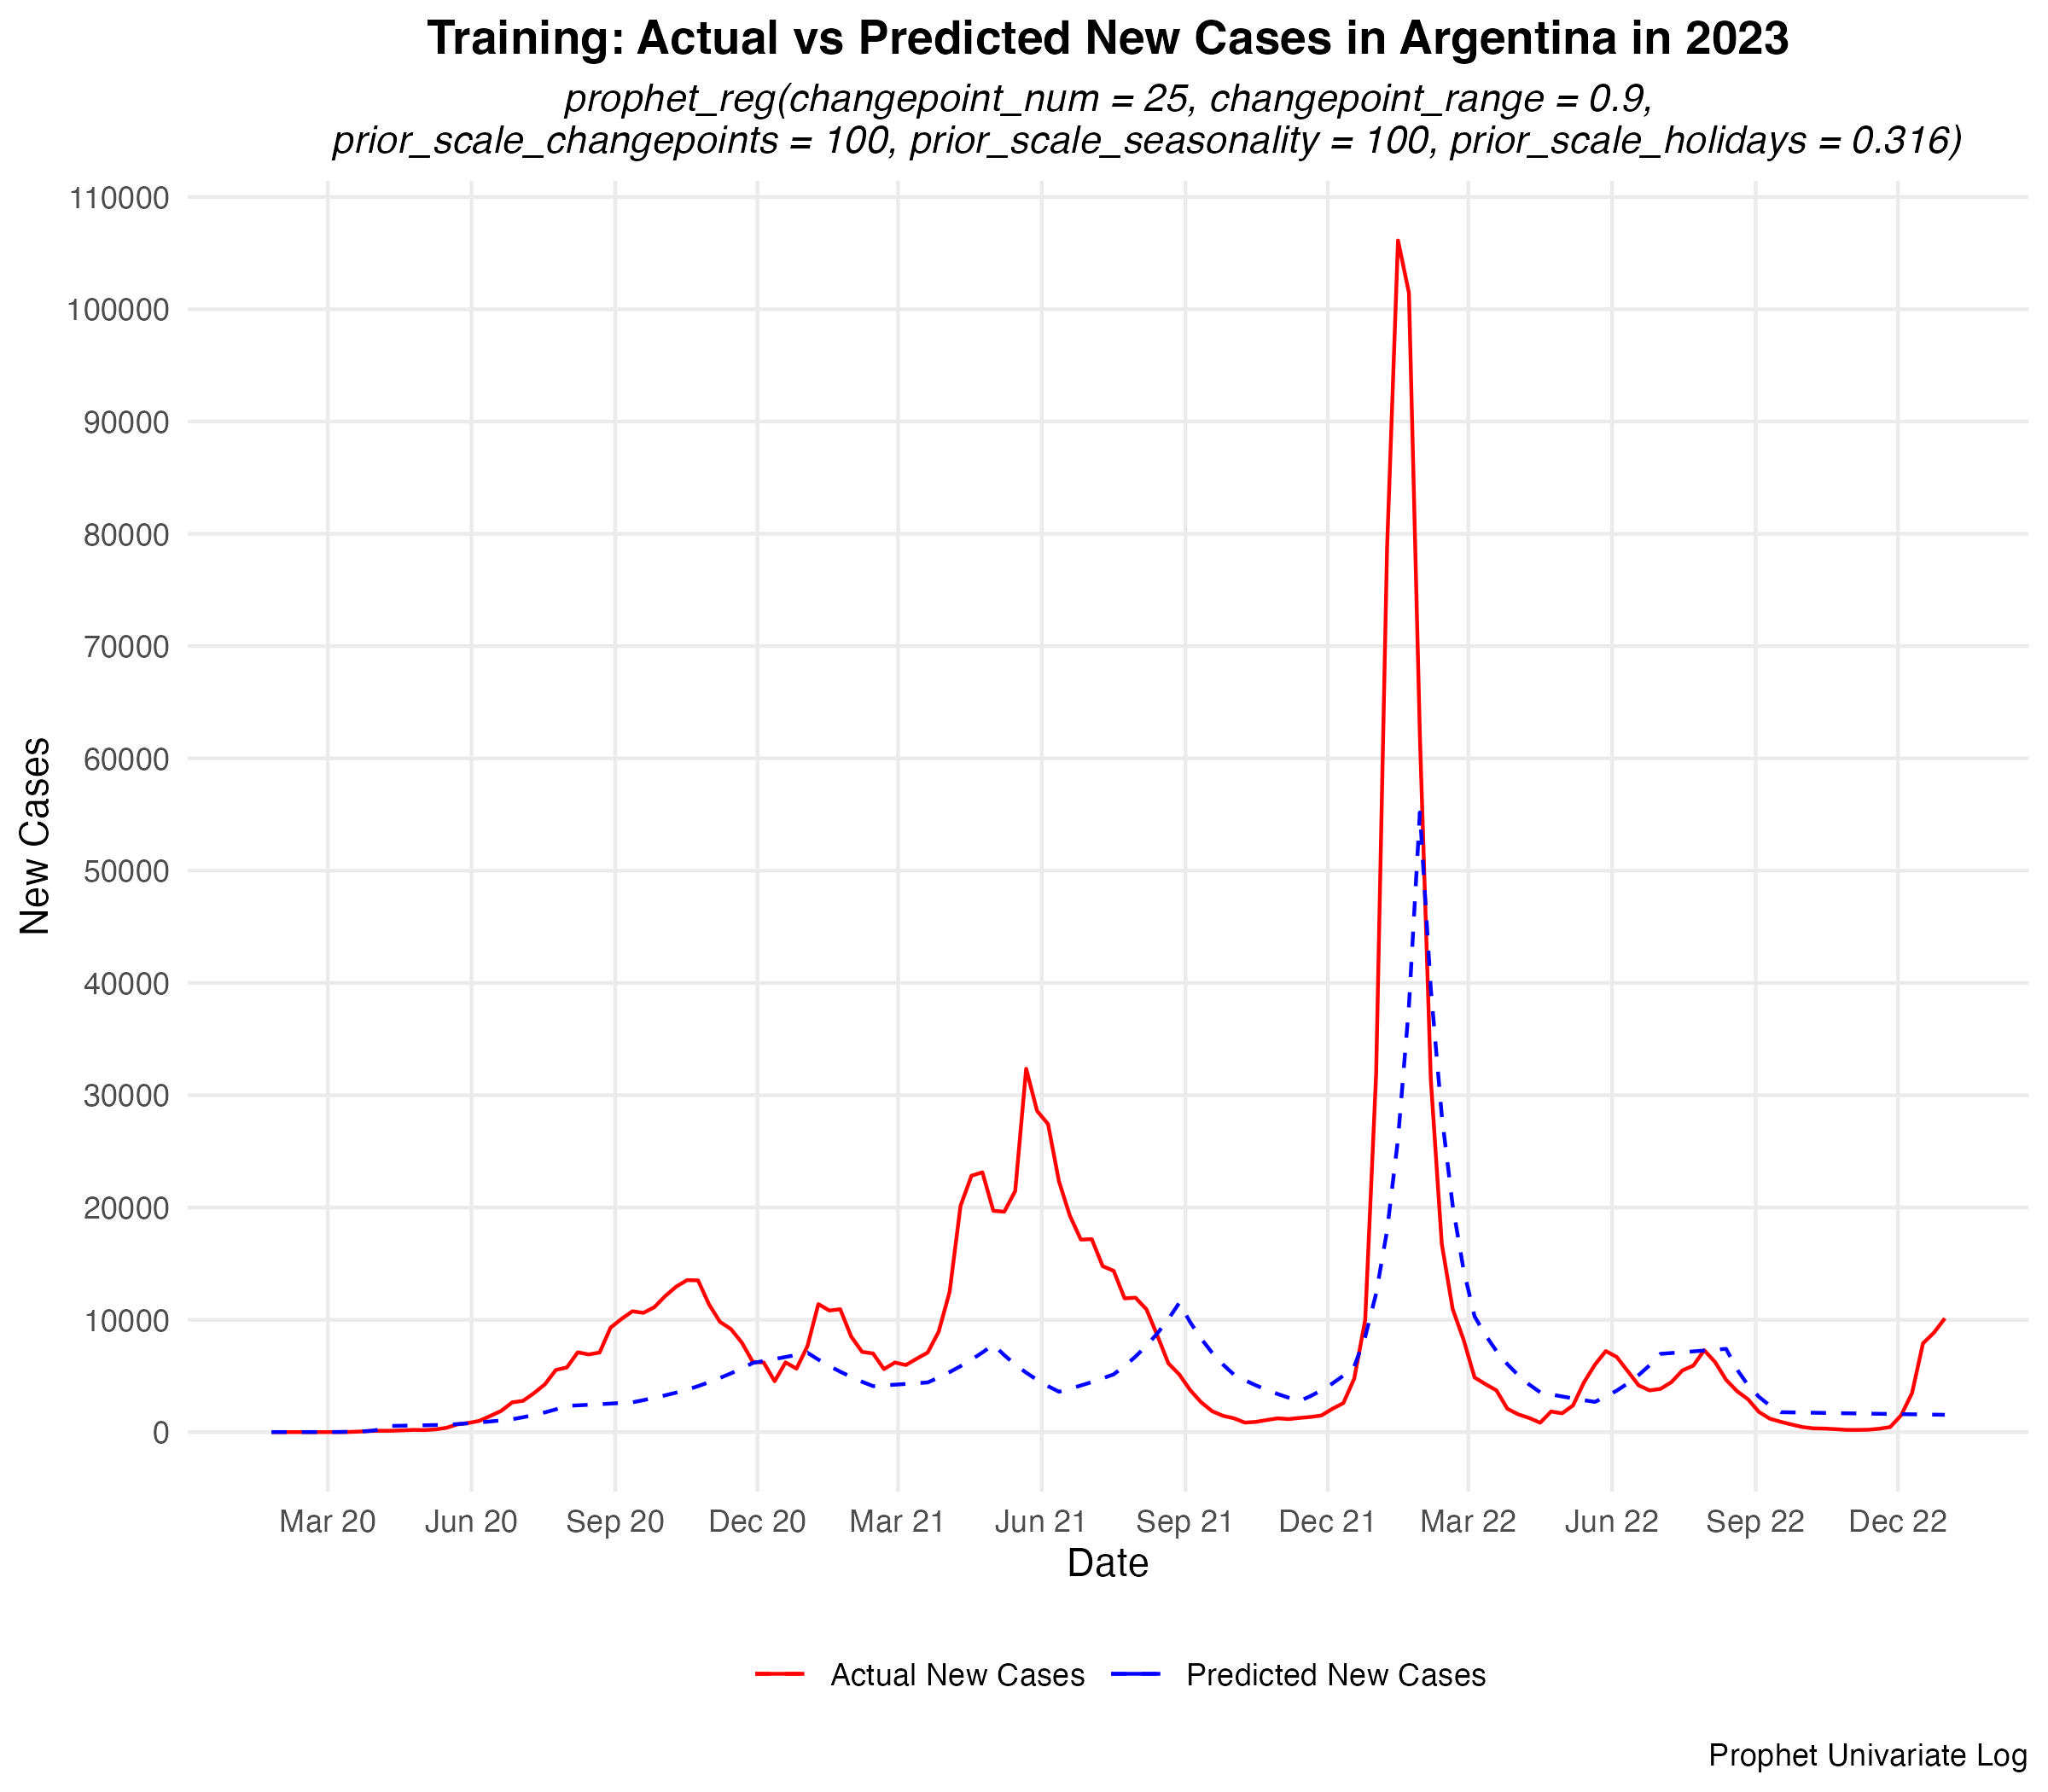 Training: Actual vs Predicted New Cases in Argentina in 2023
prophet_reg(changepoint_num = 25, changepoint_range = 0.9,
prior_scale_changepoints = 100, prior_scale_seasonality = 100, prior_scale_holidays = 0.316)
110000
100000
90000
80000
70000
60000
50000
40000
30000
20000
10000
0
New Cases
Mar 20 Jun 20 Sep 20 Dec 20 Mar 21 Jun 21 Sep 21 Dec 21 Mar 22 Jun 22 Sep 22 Dec 22
Date
Actual New Cases Predicted New Cases
Prophet Univariate Log